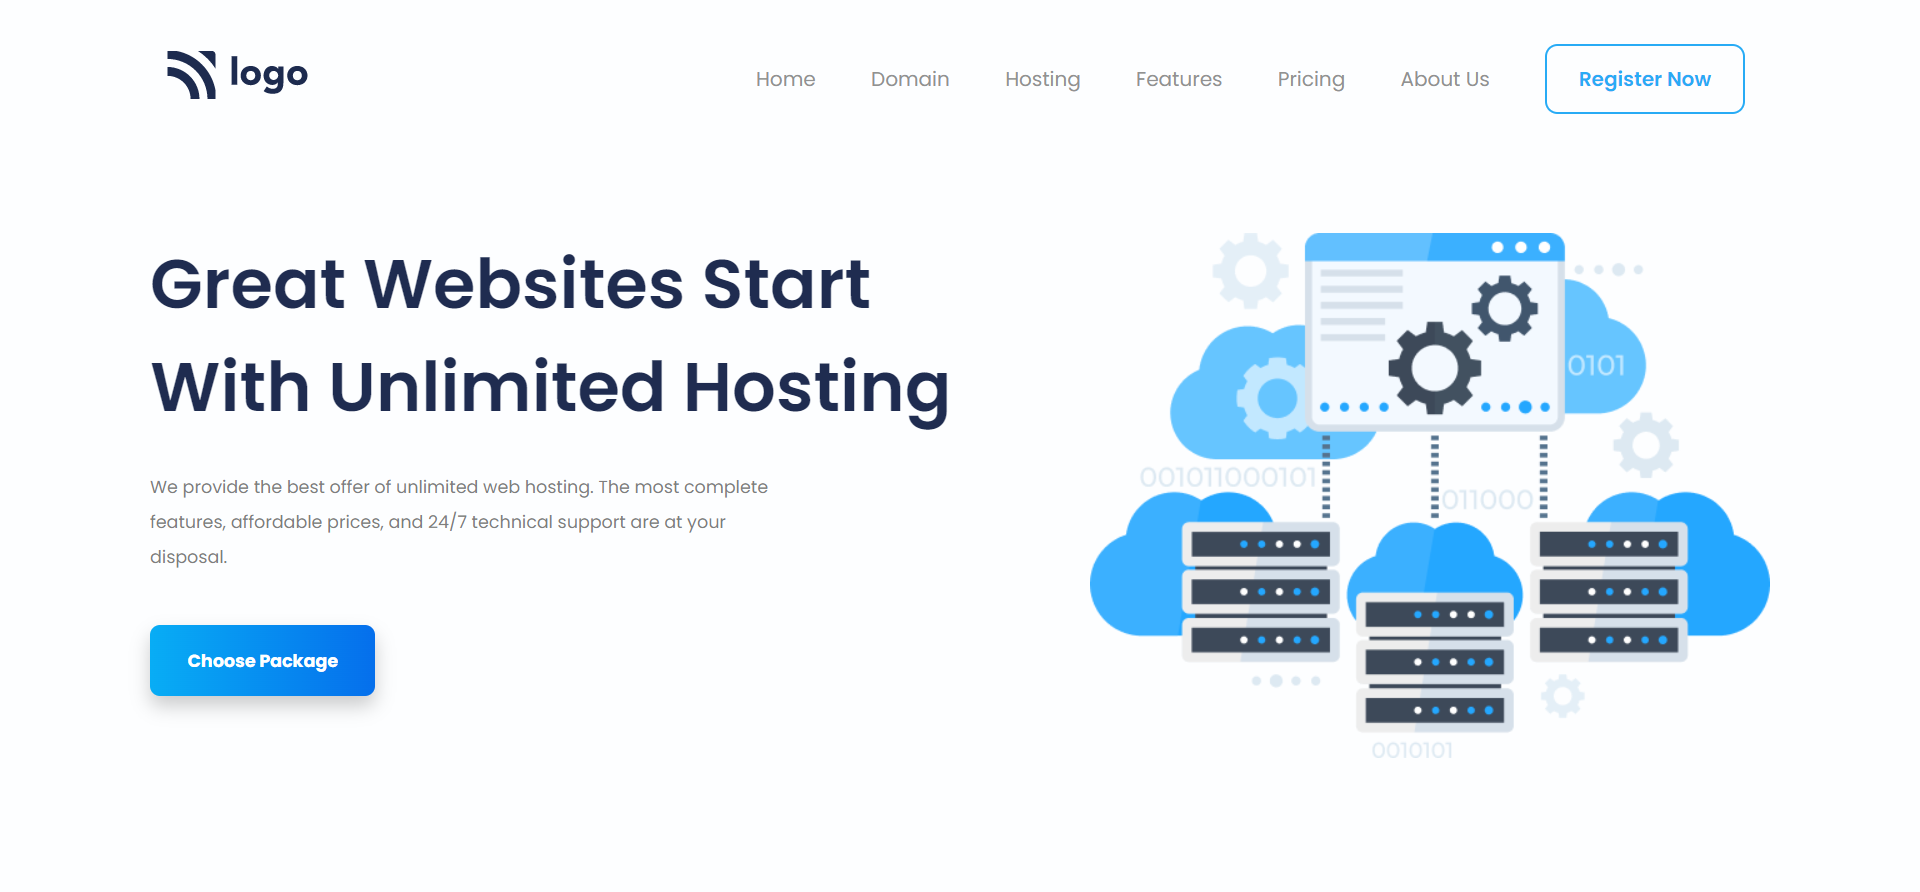 logo
Home Domain Hosting Features Pricing About Us Register Now
Great Websites Start
With Unlimited Hosting
We provide the best offer of unlimited web hosting. The most complete
features, affordable prices, and 24/7 technical support are at your
disposal.
Choose Package
0101
001011000101
011000
0010101